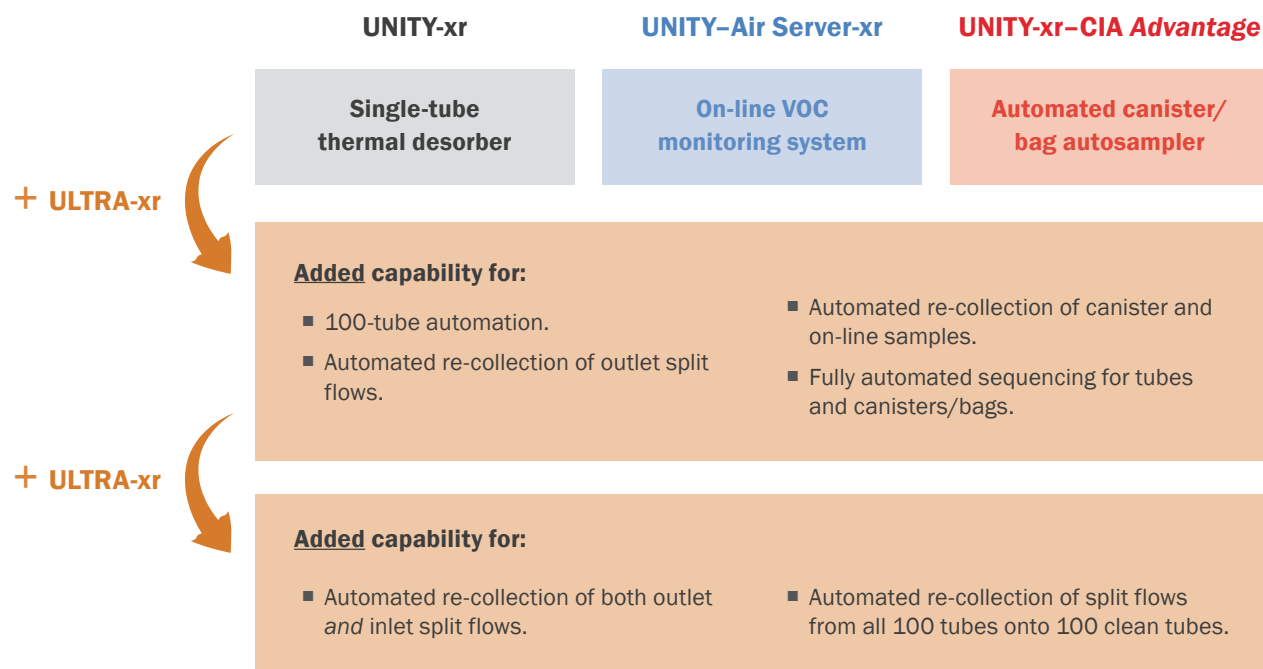 UNITY-xr
UNITY–Air Server-xr
UNITY-xr–CIA Advantage
Single-tube
thermal desorber
On-line VOC
monitoring system
Automated canister/
bag autosampler
+ ULTRA-xr
Added capability for:
■ 100-tube automation.
■ Automated re-collection of outlet split
flows.
■ Automated re-collection of canister and
on-line samples.
■ Fully automated sequencing for tubes
and canisters/bags.
+ ULTRA-xr
Added capability for:
■ Automated re-collection of both outlet
and inlet split flows.
■ Automated re-collection of split flows
from all 100 tubes onto 100 clean tubes.